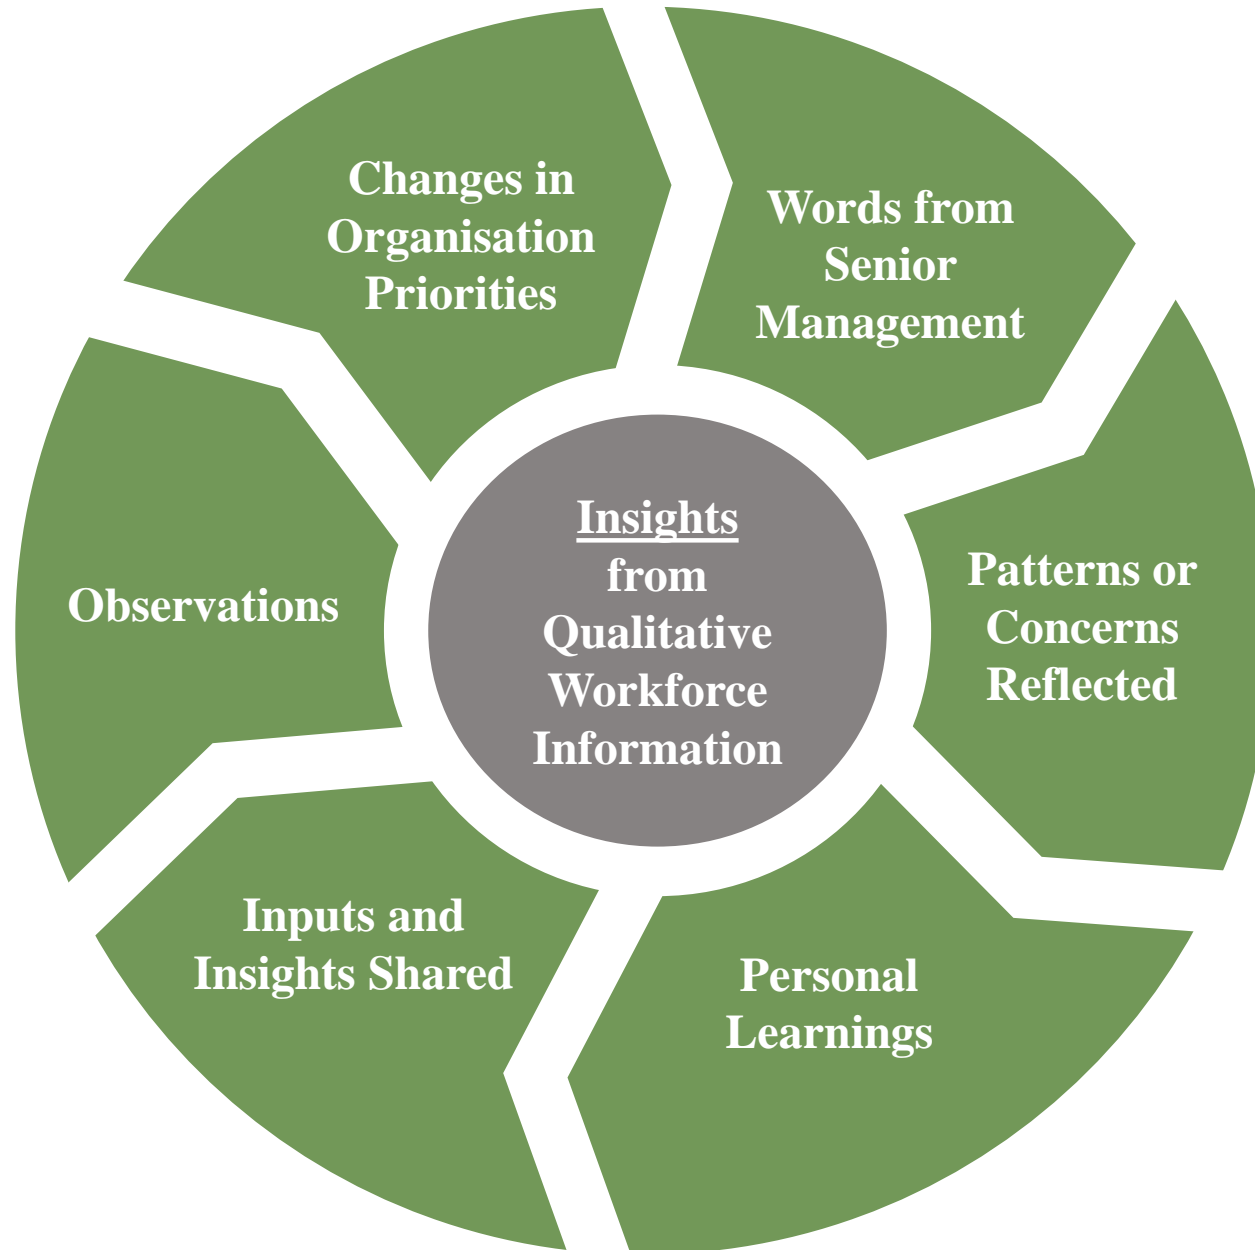 Changes in
Organisation
Priorities
Words from
Senior
Management
Patterns or
Concerns
Reflected
Personal
Learnings
Inputs and
Insights Shared
Observations
Insights
from
Qualitative
Workforce
Information